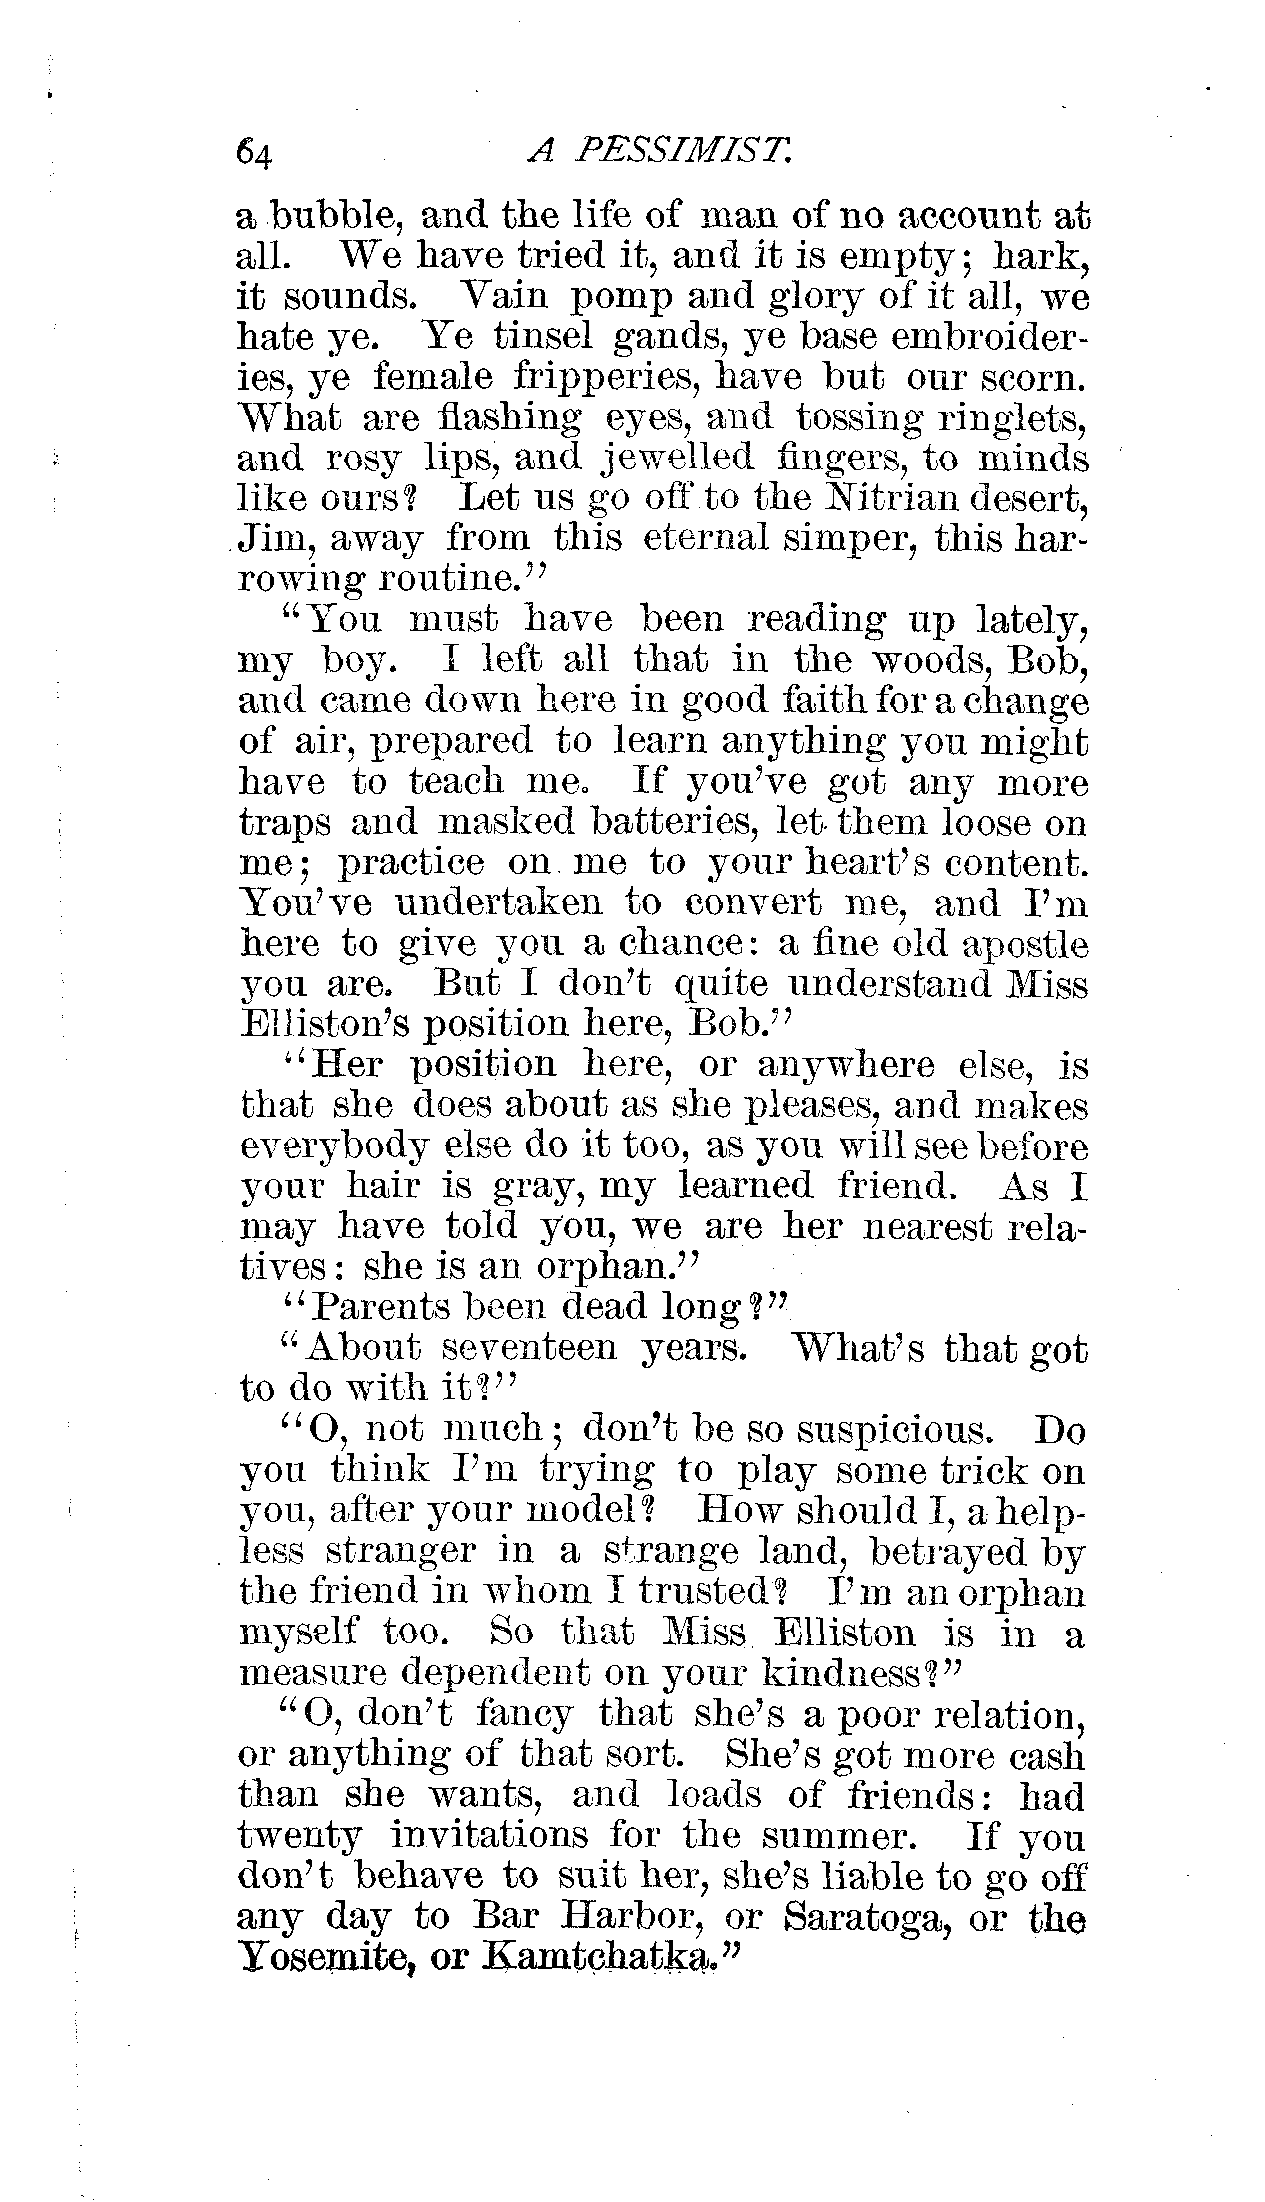 64 A PESSIMIST.
a bubble, and the life of man of no account at
all. We have tried it, and it is empty; hark,
it sounds. Vain pomp and glory of it all, we
hate ye. Ye tinsel gands, ye base embroider-
ies, ye female fripperies, have but our scorn.
What are flashing eyes, and tossing ringlets,
and rosy lips, and jewelled fingers, to minds
like ours? Let us go off to the Nitrian desert,
Jim, away from this eternal simper, this har-
rowing routine."
"You must have been reading up lately,
my boy. I left all that in the woods, Bob,
and came down here in good faith for a change
of air, prepared to learn anything you might
have to teach me. If you've got any more
traps and masked batteries, let them loose on
me; practice on me to your heart's content.
You've undertaken to convert me, and I'm
here to give you a chance: a fine old apostle
you are. But I don't quite understand Miss
Elliston's position here, Bob."
"Her position here, or anywhere else, is
that she does about as she pleases, and makes
everybody else do it too, as you will see before
your hair is gray, my learned friend. As I
may have told you, we are her nearest rela-
tives: she is an orphan."
"Parents been dead long?"
"About seventeen years. What's that got
to do with it?"
"O, not much; don't be so suspicious. Do
you think I'm trying to play some trick on
you, after your model? How should I, a help-
less stranger in a strange land, betrayed by
the friend in whom I trusted? I'm an orphan
myself too. So that Miss Elliston is in a
measure dependent on your kindness?"
"O, don't fancy that she's a poor relation,
or anything of that sort. She's got more cash
than she wants, and loads of friends: had
twenty invitations for the summer. If you
don't behave to suit her, she's liable to go off
any day to Bar Harbor, or Saratoga, or the
Yosemite, or Kamtchatka."